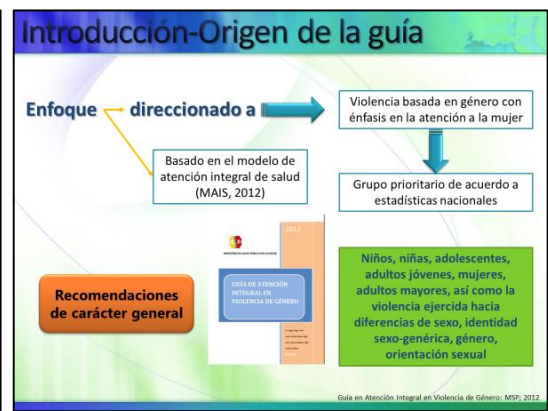 Introducción-Origen de la guía
Enfoque
direccionado a
Violencia basada en género con
énfasis en la atención a la mujer
Basado en el modelo de
atención integral de salud
(MAIS, 2012)
Grupo prioritario de acuerdo a
estadísticas nacionales
Recomendaciones
de carácter general
2012
GUÍA DE ATENCIÓN
INTEGRAL EN
VIOLENCIA DE GÉNERO
Niños, niñas, adolescentes,
adultos jóvenes, mujeres,
adultos mayores, así como la
violencia ejercida hacia
diferencias de sexo, identidad
sexo-genérica, género,
orientación sexual
Guía en Atención Integral en Violencia de Género: MSP; 2012